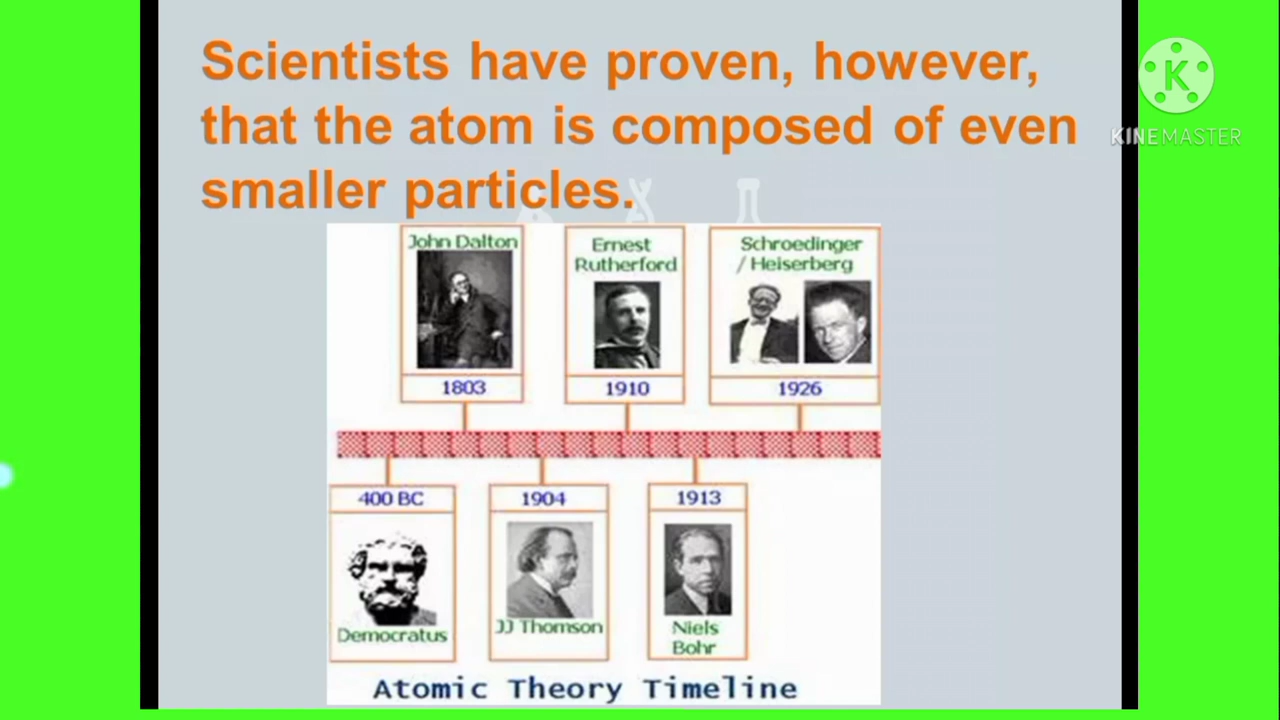 Scientists have proven, however,
that the atom is composed of even
smaller particles.
K
KINEMASTER
John Dalton
1803
Ernest
Rutherford
1910
Schroedinger
/ Heiserberg
1926
400 BC
Democratus
1904
JJ Thomson
1913
Niels
Bohr
Atomic Theory Timeline